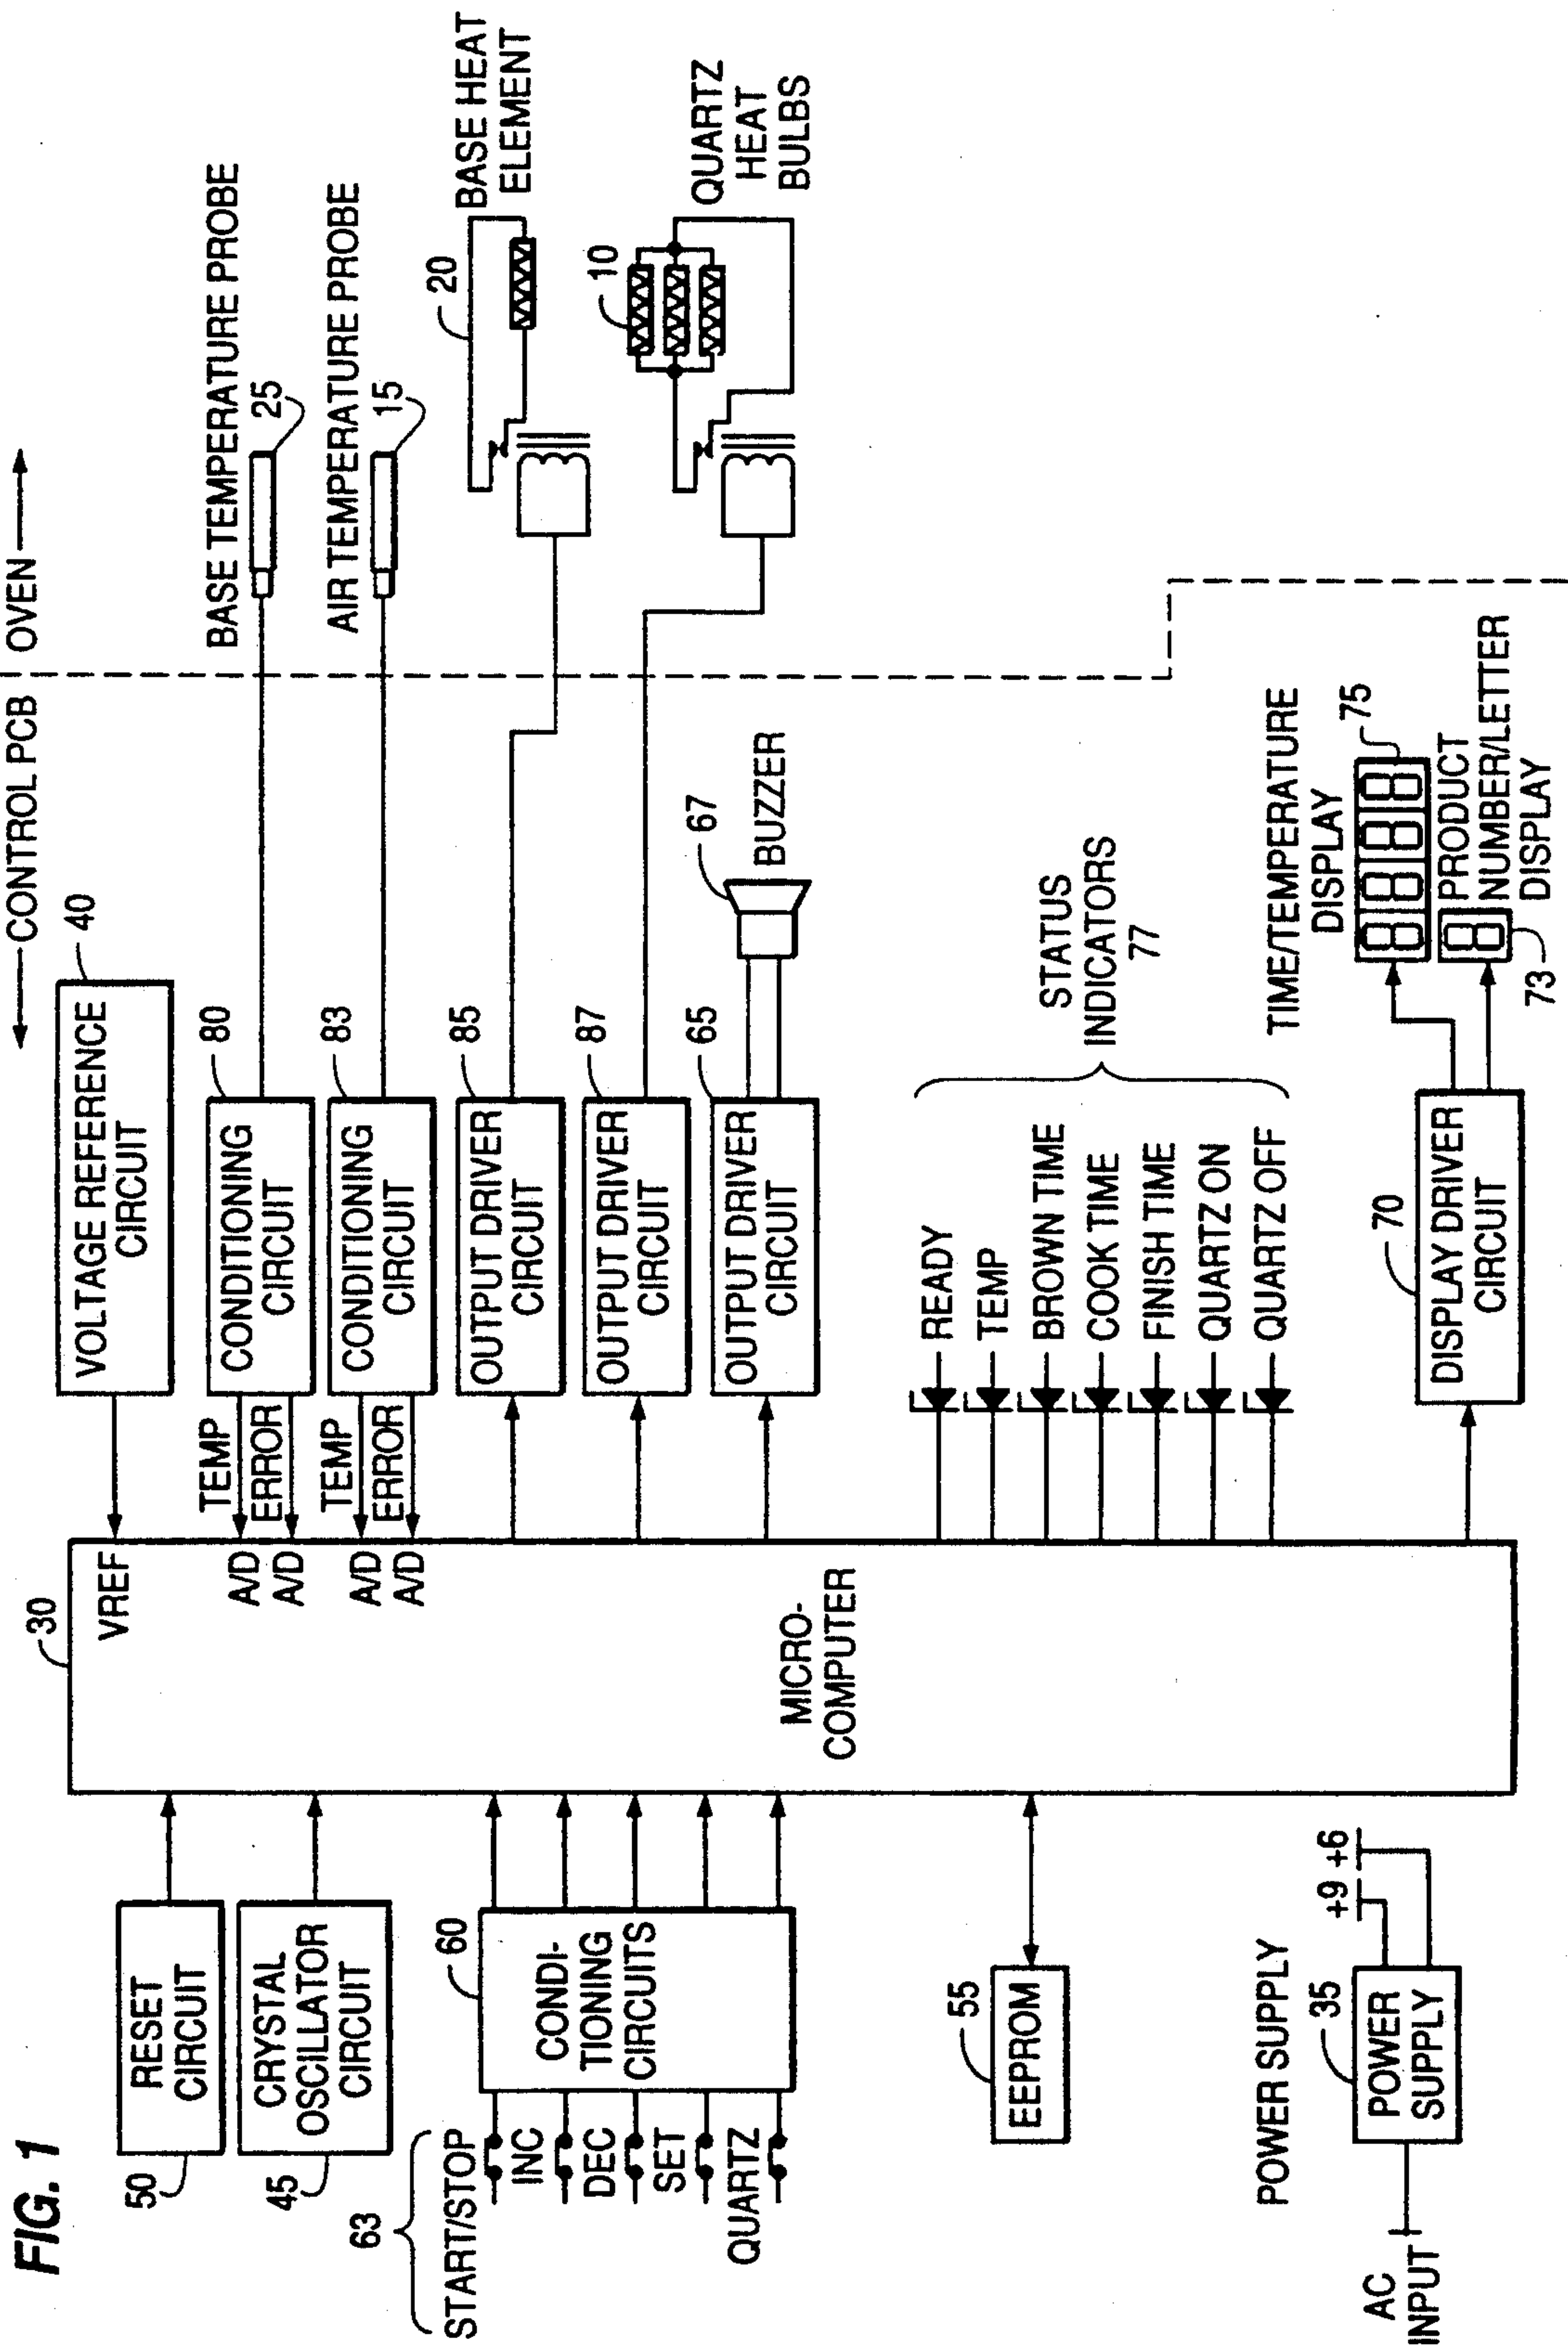 FIG. 1
←CONTROL PCB
OVEN→
50
RESET
CIRCUIT
45
CRYSTAL
OSCILLATOR
CIRCUIT
63
START/STOP
INC
DEC
SET
QUARTZ
60
CONDI-
TIONING
CIRCUITS
55
EEPROM
POWER SUPPLY
AC
INPUT
35
POWER
SUPPLY
+9 +6
30
VREF
A/D
A/D
A/D
A/D
MICRO-
COMPUTER
40
VOLTAGE REFERENCE
CIRCUIT
TEMP
ERROR
80
CONDITIONING
CIRCUIT
TEMP
ERROR
83
CONDITIONING
CIRCUIT
85
OUTPUT DRIVER
CIRCUIT
87
OUTPUT DRIVER
CIRCUIT
65
OUTPUT DRIVER
CIRCUIT
67
BUZZER
READY
TEMP
BROWN TIME
COOK TIME
FINISH TIME
QUARTZ ON
QUARTZ OFF
STATUS
INDICATORS
77
70
DISPLAY DRIVER
CIRCUIT
TIME/TEMPERATURE
DISPLAY
8888
75
8
73
PRODUCT
NUMBER/LETTER
DISPLAY
BASE TEMPERATURE PROBE
25
AIR TEMPERATURE PROBE
15
20
BASE HEAT
ELEMENT
10
QUARTZ
HEAT
BULBS